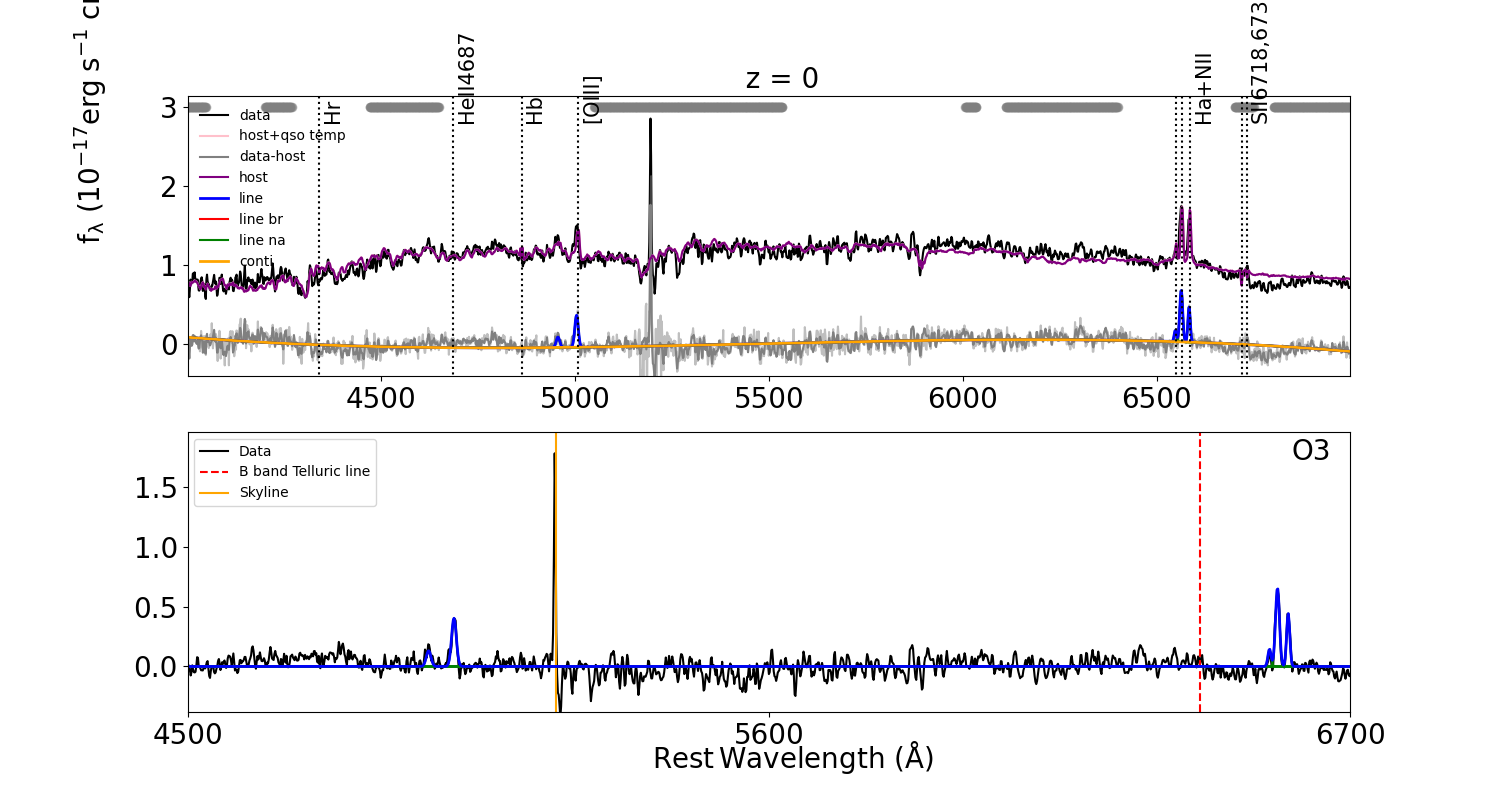 z = 0
fλ (10−17erg s−1 c
3
2
1
0
data
host+qso temp
data-host
host
line
line br
line na
conti
Hr
HeII4687
Hb
[OIII]
Ha+NII
SII6718,673
4500 5000 5500 6000 6500
O3
Data
B band Telluric line
Skyline
1.5
1.0
0.5
0.0
4500 5600 6700
Rest Wavelength (Å)